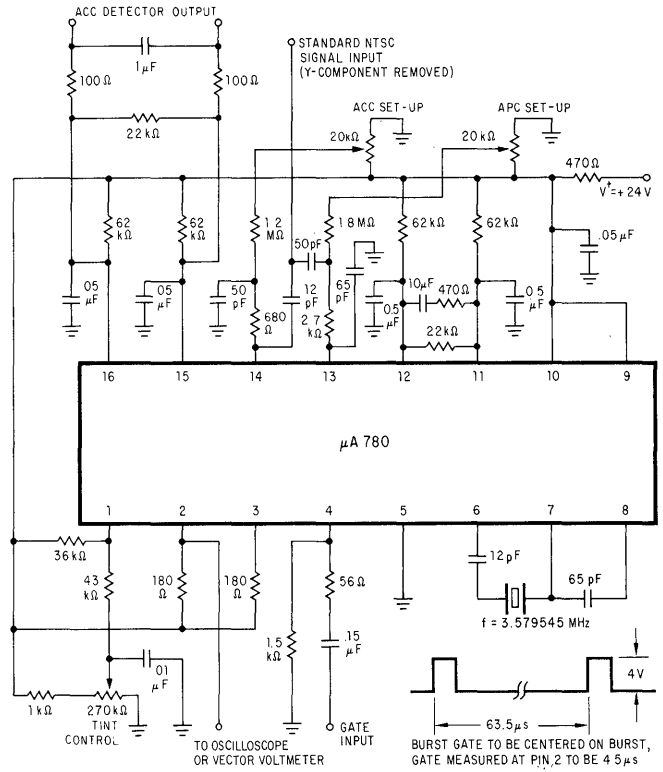 ACC DETECTOR OUTPUT
1μF
100Ω
100Ω
22kΩ
STANDARD NTSC
SIGNAL INPUT
(Y-COMPONENT REMOVED)
ACC SET-UP
APC SET-UP
20kΩ
20kΩ
470Ω
V⁺=+24V
62
kΩ
62
kΩ
1 2
MΩ
50pF
1 8MΩ
62kΩ
62kΩ
.05μF
05
μF
05
μF
50
pF
12
pF
65
pF
680
Ω
2 7
kΩ
0.5
μF
10μF
470Ω
22kΩ
0 5
μF
16
15
14
13
12
11
10
9
μA 780
1
2
3
4
5
6
7
8
36kΩ
43
kΩ
180
Ω
180
Ω
56Ω
1.5
kΩ
.15
μF
12pF
65 pF
f = 3.579545 MHz
01
μF
1kΩ
270kΩ
TINT
CONTROL
TO OSCILLOSCOPE
OR VECTOR VOLTMETER
GATE
INPUT
4V
63.5μs
BURST GATE TO BE CENTERED ON BURST,
GATE MEASURED AT PIN,2 TO BE 4 5μs